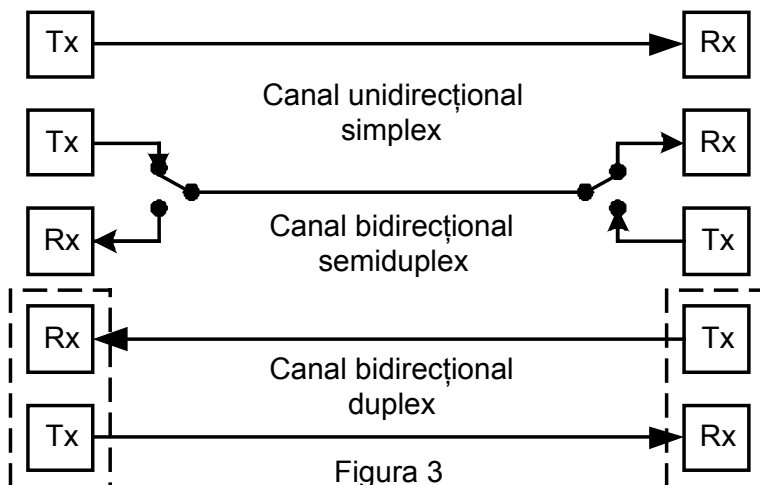 Tx Rx
Canal unidirecțional
simplex
Tx Rx
Canal bidirecțional
semiduplex
Rx Tx
Rx Tx
Canal bidirecțional
duplex
Tx Rx
Figura 3